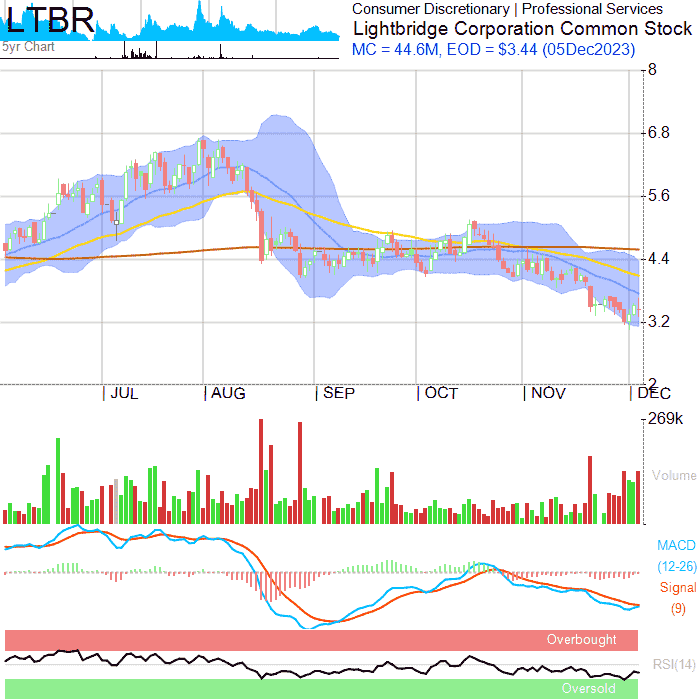 LTBR
5yr Chart
Consumer Discretionary | Professional Services
Lightbridge Corporation Common Stock
MC = 44.6M, EOD = $3.44 (05Dec2023)
8
6.8
5.6
4.4
3.2
2
JUL
AUG
SEP
OCT
NOV
DEC
269k
Volume
MACD
(12-26)
Signal
(9)
Overbought
RSI(14)
Oversold